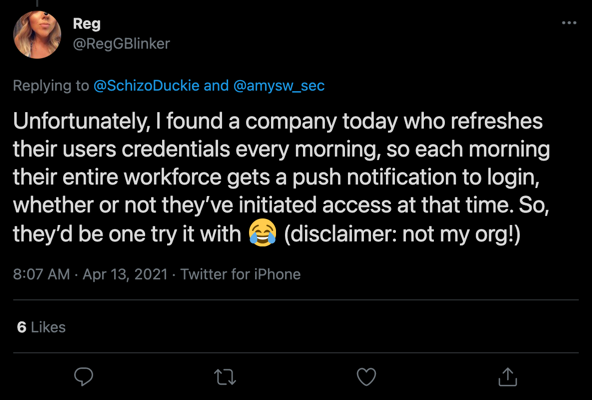 Reg
@RegGBlinker
Replying to @SchizoDuckie and @amysw_sec
Unfortunately, I found a company today who refreshes
their users credentials every morning, so each morning
their entire workforce gets a push notification to login,
whether or not they’ve initiated access at that time. So,
they’d be one try it with 😂 (disclaimer: not my org!)
8:07 AM · Apr 13, 2021 · Twitter for iPhone
6 Likes